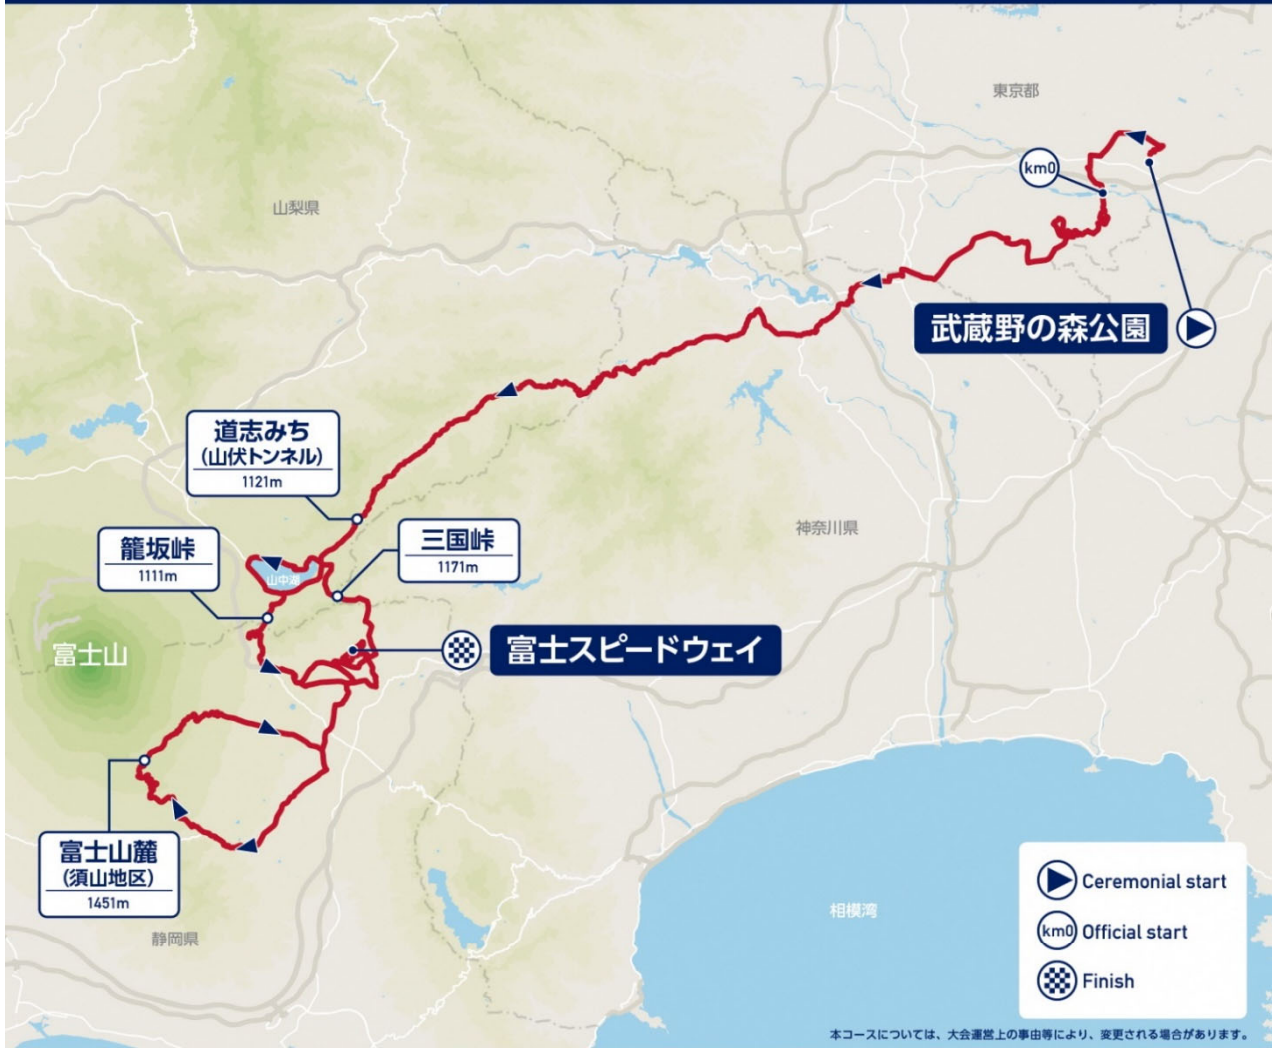 東京都
km0
山梨県
武蔵野の森公園
道志みち
(山伏トンネル)
1121m
神奈川県
籠坂峠
1111m
三国峠
1171m
山中湖
富士山
富士スピードウェイ
富士山麓
(須山地区)
1451m
静岡県
相模湾
Ceremonial start
km0 Official start
Finish
本コースについては、大会運営上の事由等により、変更される場合があります。